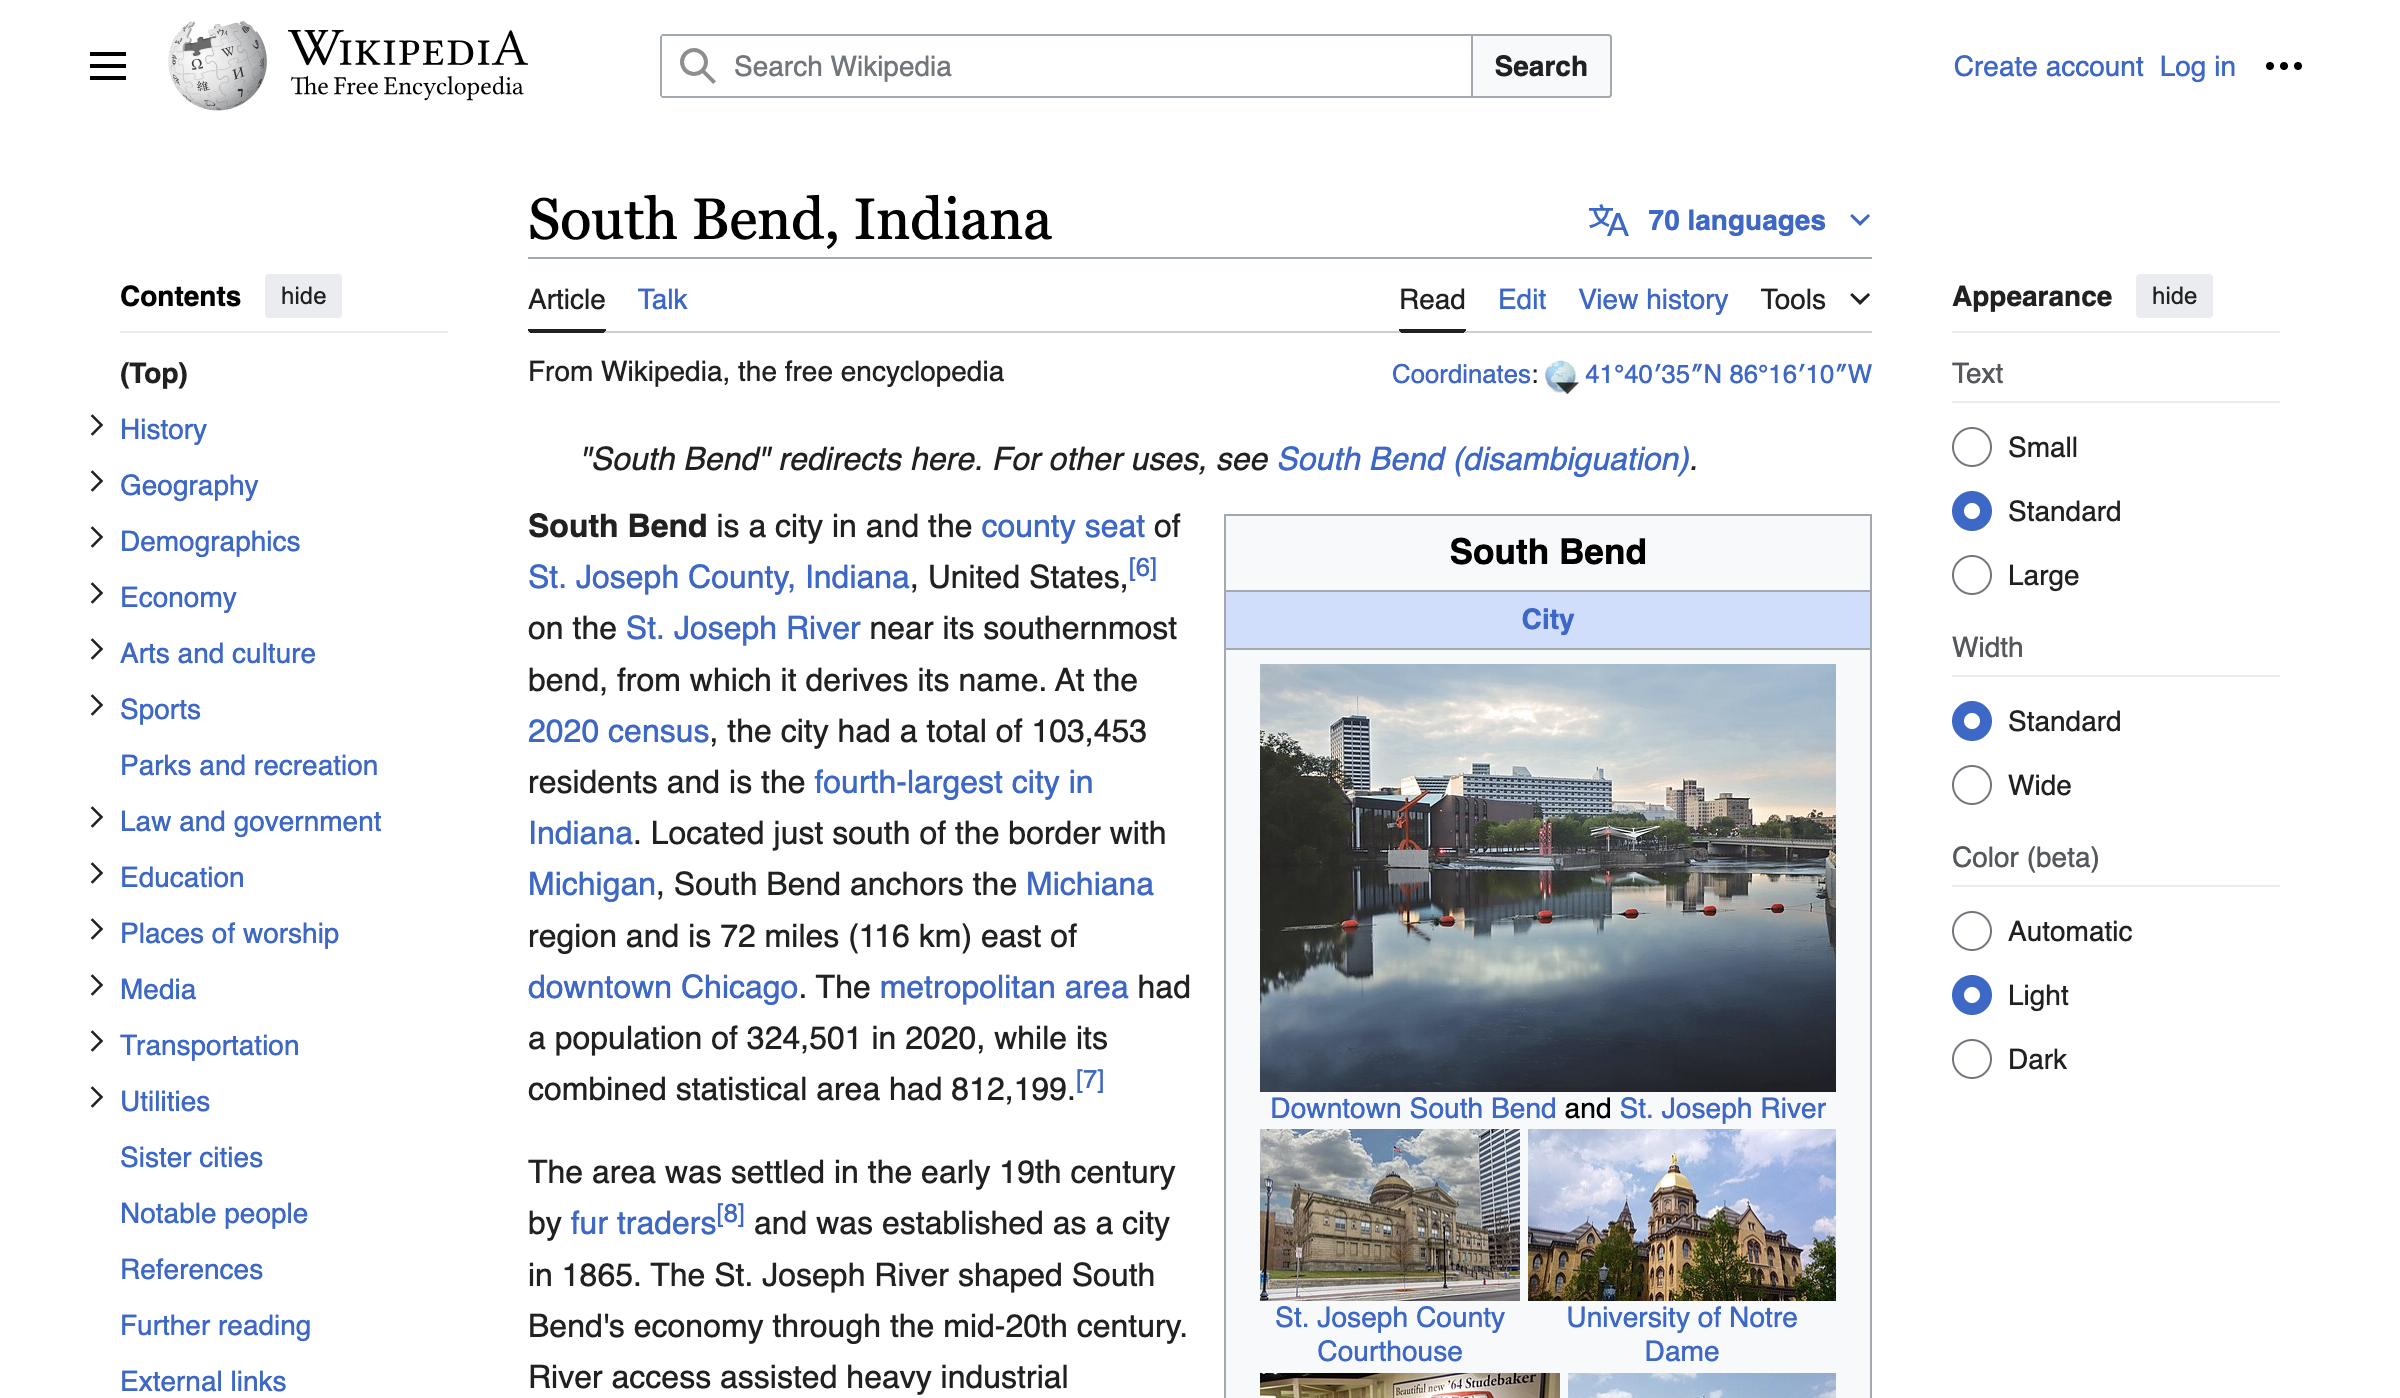 WIKIPEDIA
The Free Encyclopedia
Search Wikipedia
Search
Create account Log in
South Bend, Indiana
70 languages
Contents hide
(Top)
History
Geography
Demographics
Economy
Arts and culture
Sports
Parks and recreation
Law and government
Education
Places of worship
Media
Transportation
Utilities
Sister cities
Notable people
References
Further reading
External links
Article Talk
Read Edit View history Tools
From Wikipedia, the free encyclopedia
Coordinates: 41°40′35″N 86°16′10″W
"South Bend" redirects here. For other uses, see South Bend (disambiguation).
South Bend is a city in and the county seat of
St. Joseph County, Indiana, United States,[6]
on the St. Joseph River near its southernmost
bend, from which it derives its name. At the
2020 census, the city had a total of 103,453
residents and is the fourth-largest city in
Indiana. Located just south of the border with
Michigan, South Bend anchors the Michiana
region and is 72 miles (116 km) east of
downtown Chicago. The metropolitan area had
a population of 324,501 in 2020, while its
combined statistical area had 812,199.[7]
The area was settled in the early 19th century
by fur traders[8] and was established as a city
in 1865. The St. Joseph River shaped South
Bend's economy through the mid-20th century.
River access assisted heavy industrial
South Bend
City
Downtown South Bend and St. Joseph River
St. Joseph County
Courthouse
University of Notre
Dame
Beautiful new '64 Studebaker
Appearance hide
Text
Small
Standard
Large
Width
Standard
Wide
Color (beta)
Automatic
Light
Dark